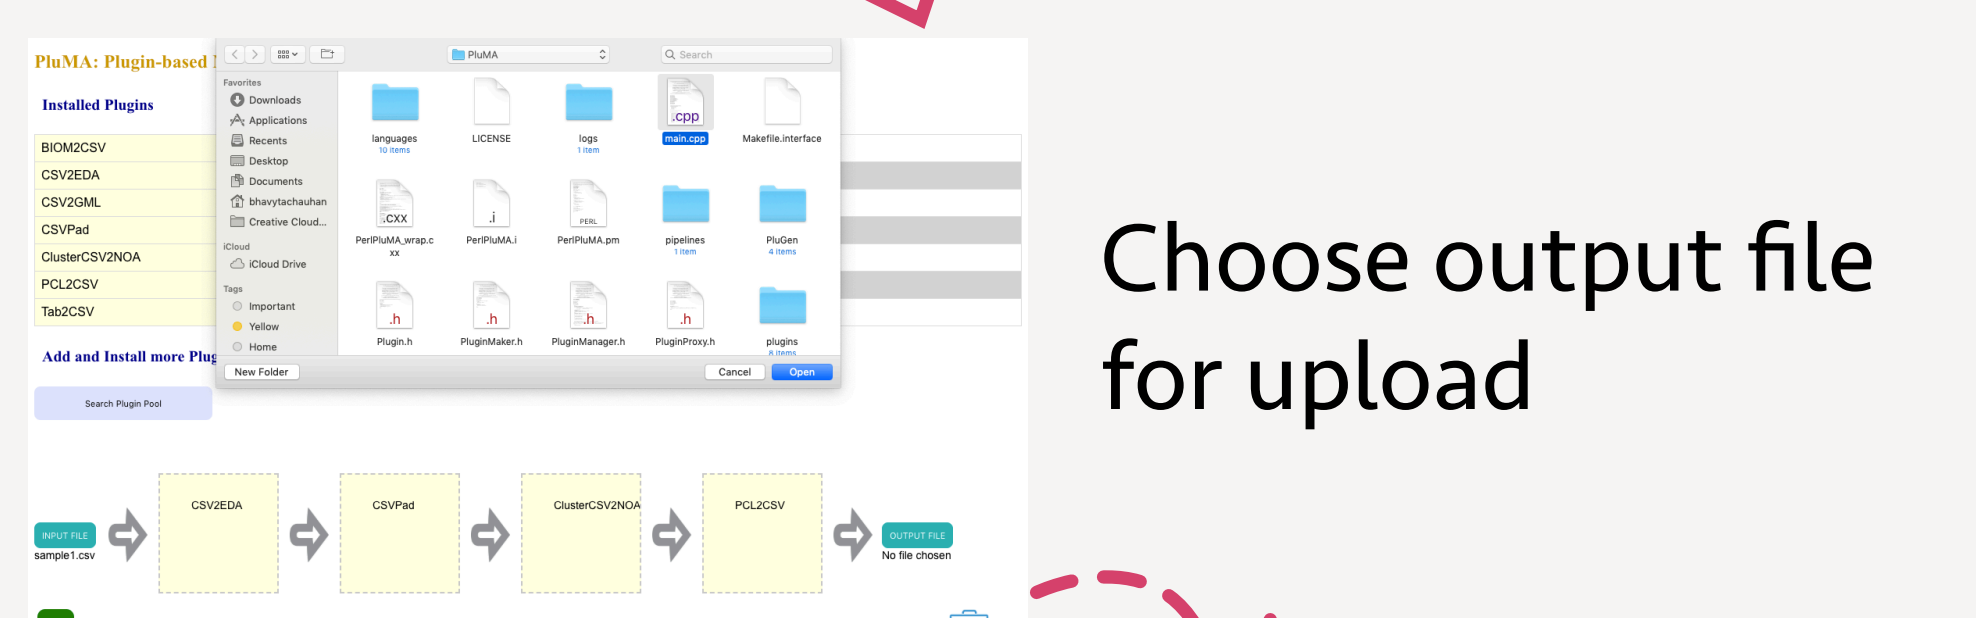 PluMA: Plugin-based
Installed Plugins
BIOM2CSV
CSV2EDA
CSV2GML
CSVPad
ClusterCSV2NOA
PCL2CSV
Tab2CSV
Add and Install more Plug
Search Plugin Pool
PluMA
Search
Favorites
Downloads
Applications
Recents
Desktop
Documents
bhavytachauhan
Creative Cloud...
iCloud
iCloud Drive
Tags
Important
Yellow
Home
languages
10 items
LICENSE
logs
1 item
.cpp
main.cpp
Makefile.interface
.CXX
PerlPluMA_wrap.c
xx
.i
PerlPluMA.i
PERL
PerlPluMA.pm
pipelines
1 item
PluGen
4 items
.h
Plugin.h
.h
PluginMaker.h
.h
PluginManager.h
.h
PluginProxy.h
plugins
8 items
New Folder
Cancel
Open
INPUT FILE
sample1.csv
CSV2EDA
CSVPad
ClusterCSV2NOA
PCL2CSV
OUTPUT FILE
No file chosen
Choose output file
for upload